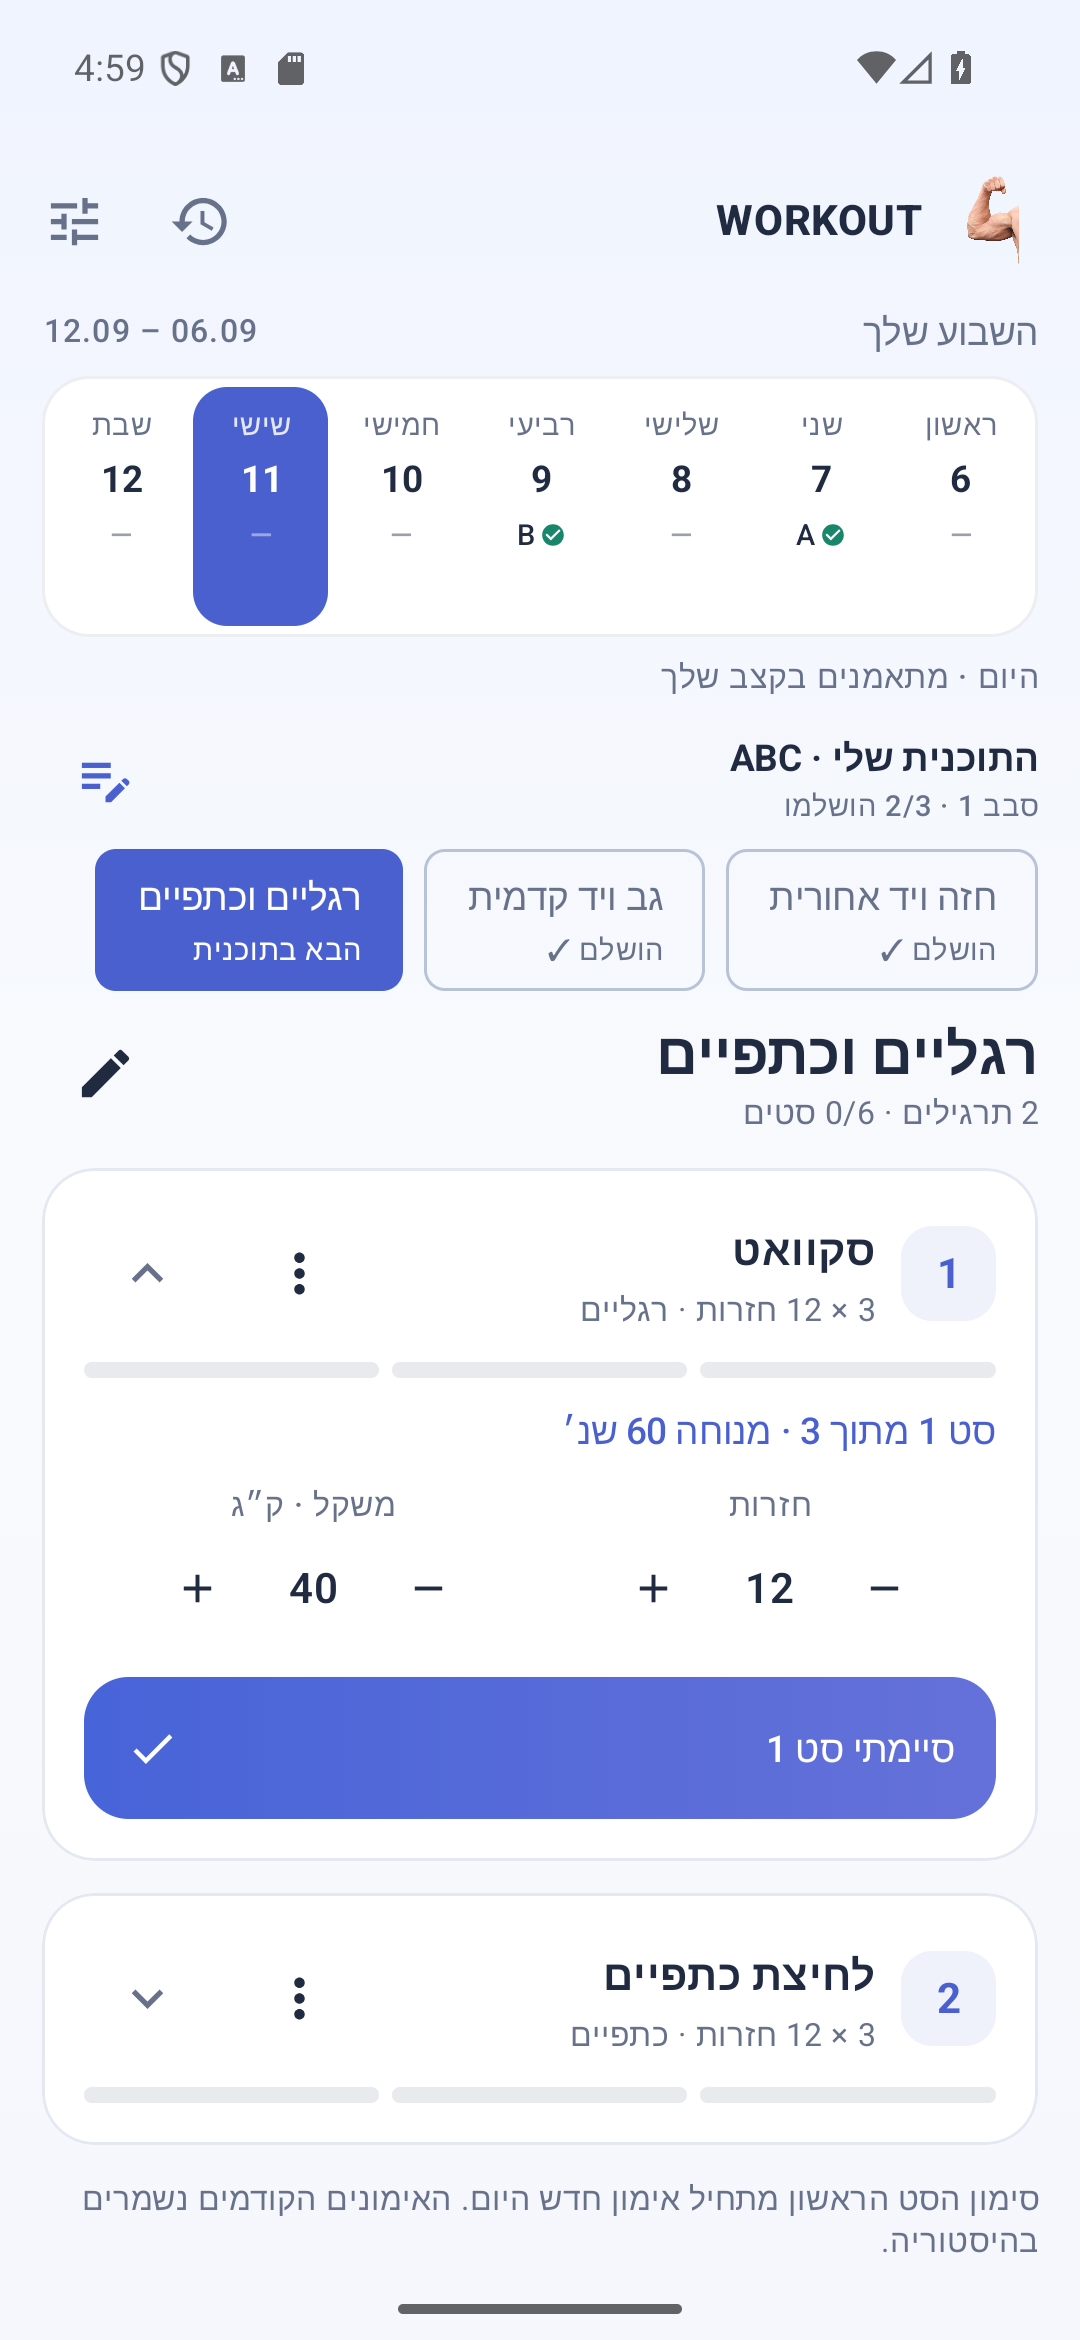 4:59
WORKOUT
השבוע שלך
06.09 – 12.09
ראשון שני שלישי רביעי חמישי שישי שבת
6 7 8 9 10 11 12
– A – B – – –
היום · מתאמנים בקצב שלך
התוכנית שלי · ABC
סבב 1 · 2/3 הושלמו
חזה ויד אחורית
הושלם ✓
גב ויד קדמית
הושלם ✓
רגליים וכתפיים
הבא בתוכנית
רגליים וכתפיים
2 תרגילים · 0/6 סטים
1
סקוואט
3 × 12 חזרות · רגליים
סט 1 מתוך 3 · מנוחה 60 שנ׳
חזרות
משקל · ק״ג
− 12 +
− 40 +
סיימתי סט 1
2
לחיצת כתפיים
3 × 12 חזרות · כתפיים
סימון הסט הראשון מתחיל אימון חדש היום. האימונים הקודמים נשמרים
בהיסטוריה.